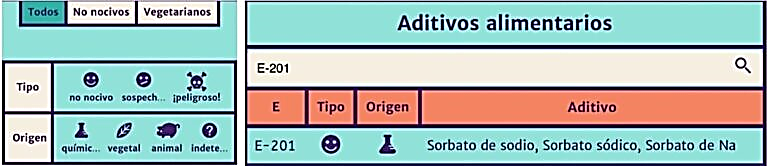 Todos No nocivos Vegetarianos
Tipo
no nocivo sospech... ¡peligroso!
Origen
químic... vegetal animal indete...
Aditivos alimentarios
E-201
E Tipo Origen Aditivo
E-201 Sorbato de sodio, Sorbato sódico, Sorbato de Na